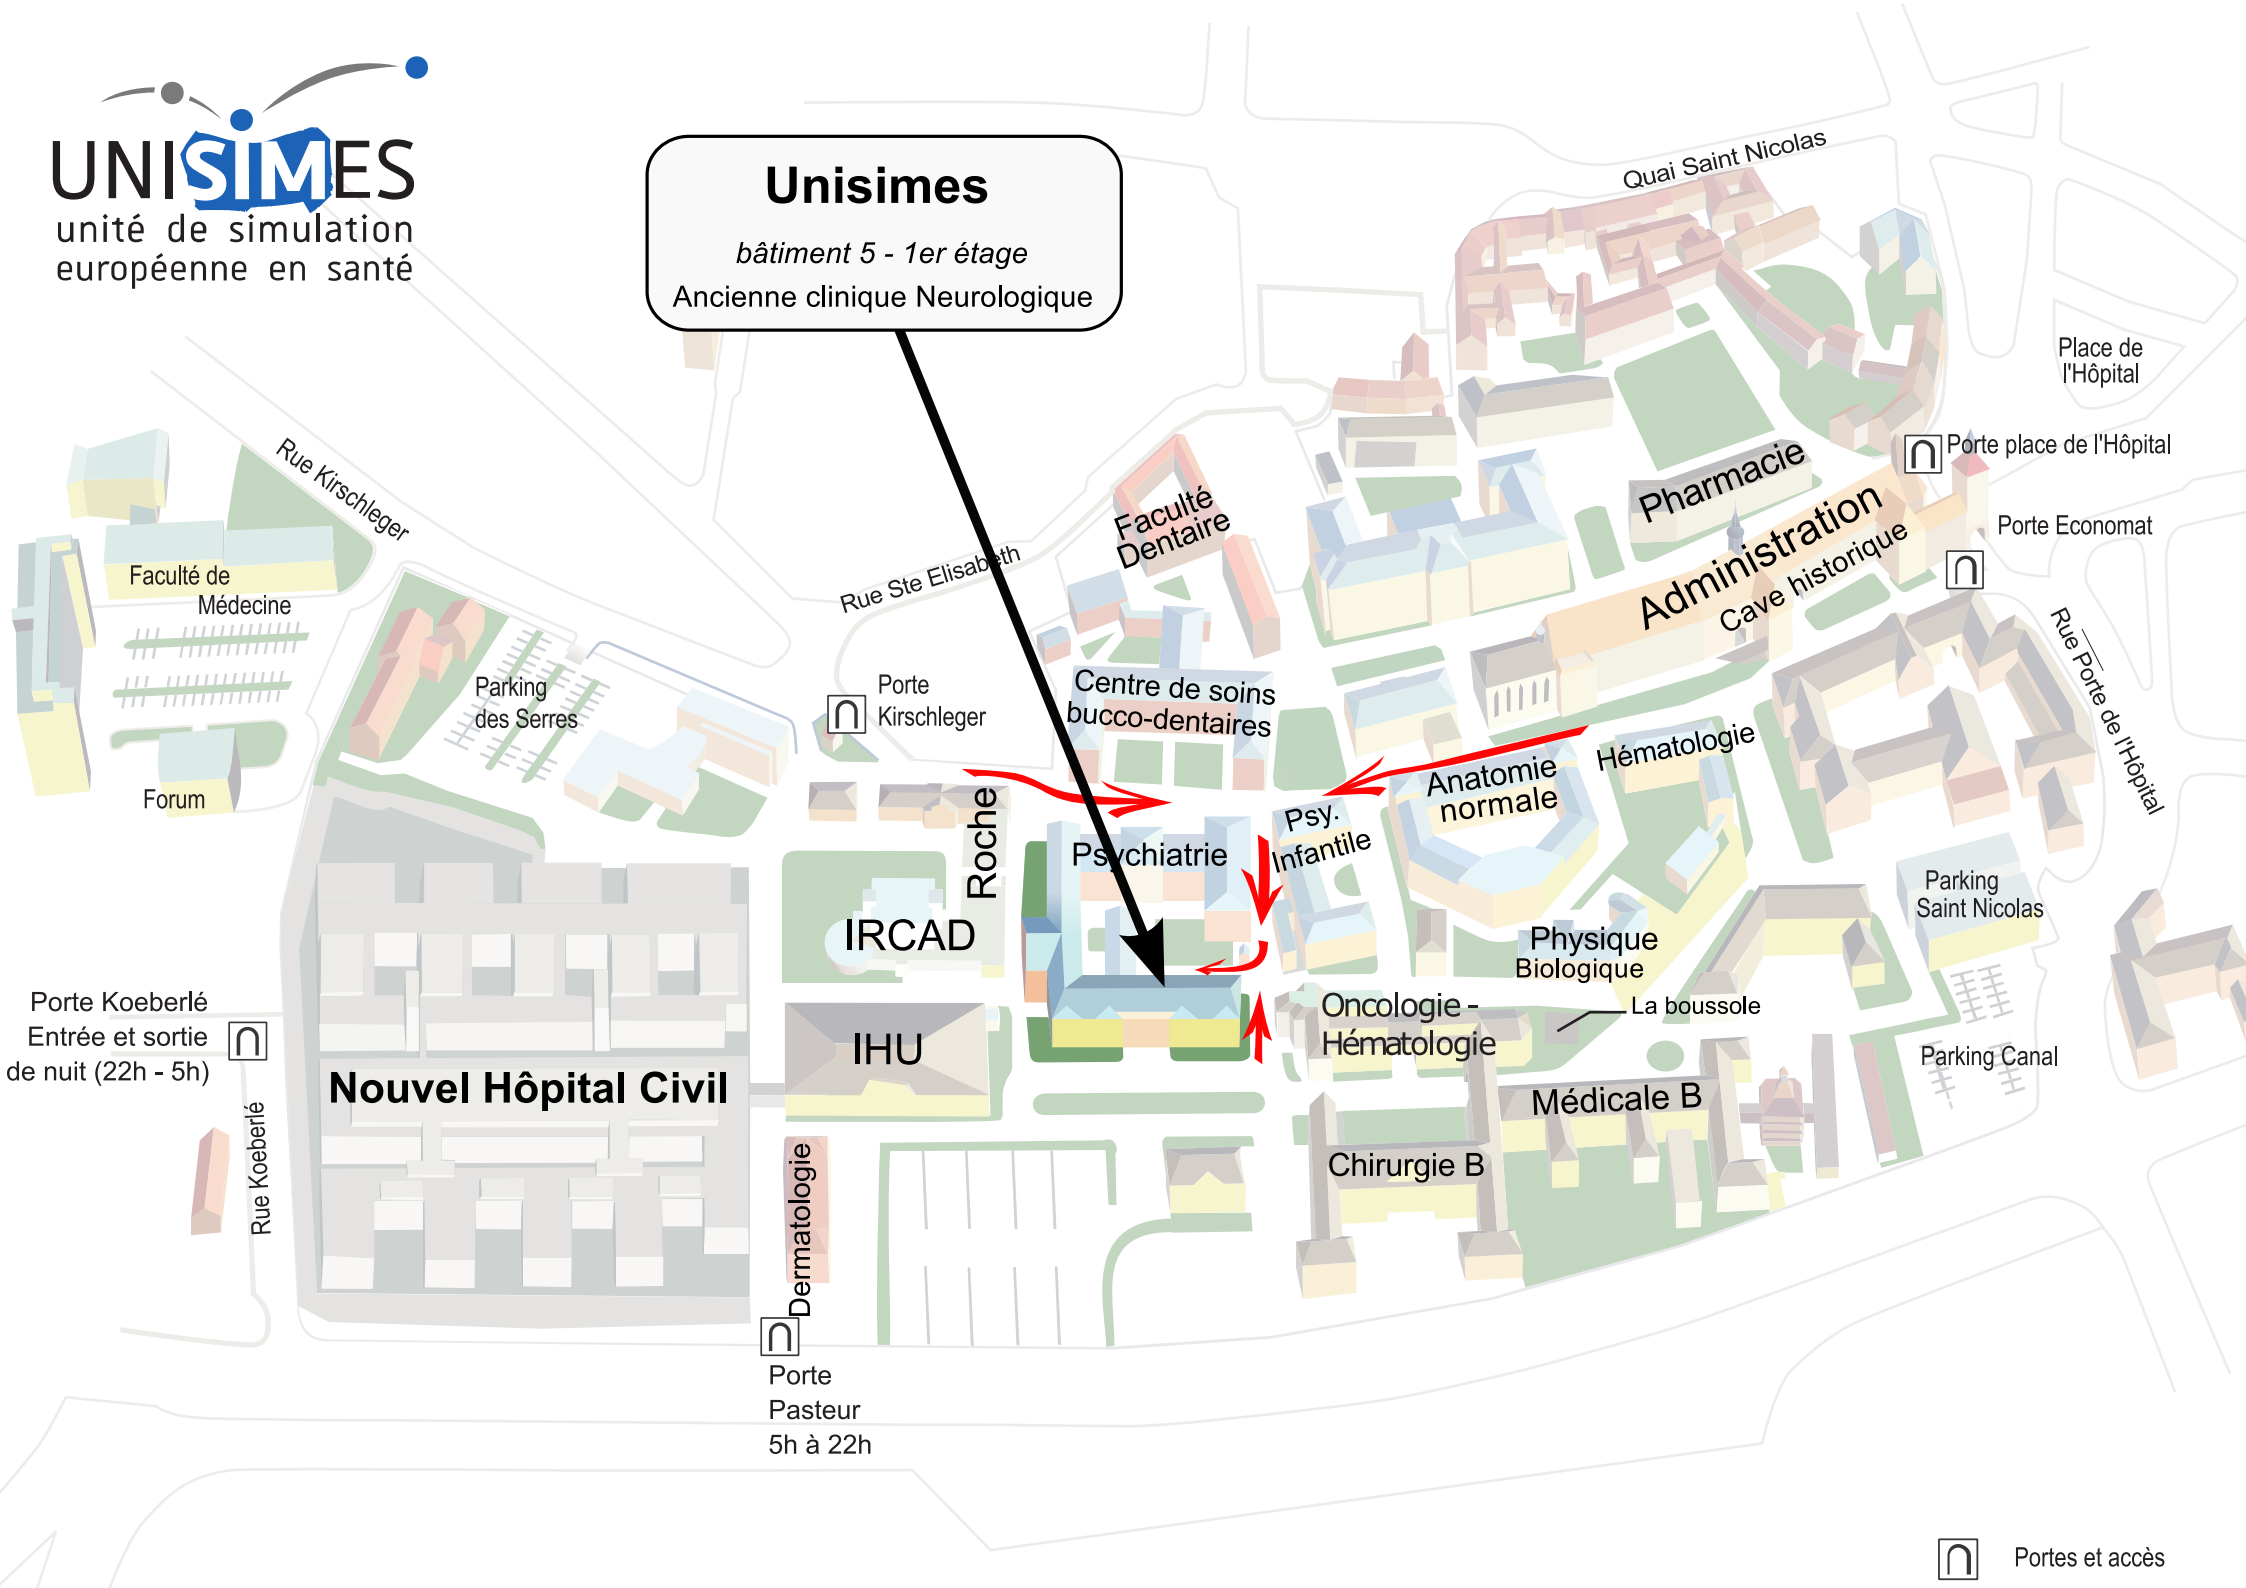 UNISIMES
unité de simulation
européenne en santé
Unisimes
bâtiment 5 - 1er étage
Ancienne clinique Neurologique
Quai Saint Nicolas
Place de
l'Hôpital
Porte place de l'Hôpital
Porte Economat
Rue Porte de l'Hôpital
Rue Kirschleger
Faculté de
Médecine
Forum
Parking
des Serres
Rue Ste Elisabeth
Porte
Kirschleger
Faculté
Dentaire
Centre de soins
bucco-dentaires
Pharmacie
Administration
Cave historique
Hématologie
Anatomie
normale
Psy.
Infantile
Psychiatrie
Roche
IRCAD
IHU
Physique
Biologique
Parking
Saint Nicolas
La boussole
Oncologie -
Hématologie
Parking Canal
Médicale B
Chirurgie B
Porte Koeberlé
Entrée et sortie
de nuit (22h - 5h)
Rue Koeberlé
Nouvel Hôpital Civil
Dermatologie
Porte
Pasteur
5h à 22h
Portes et accès